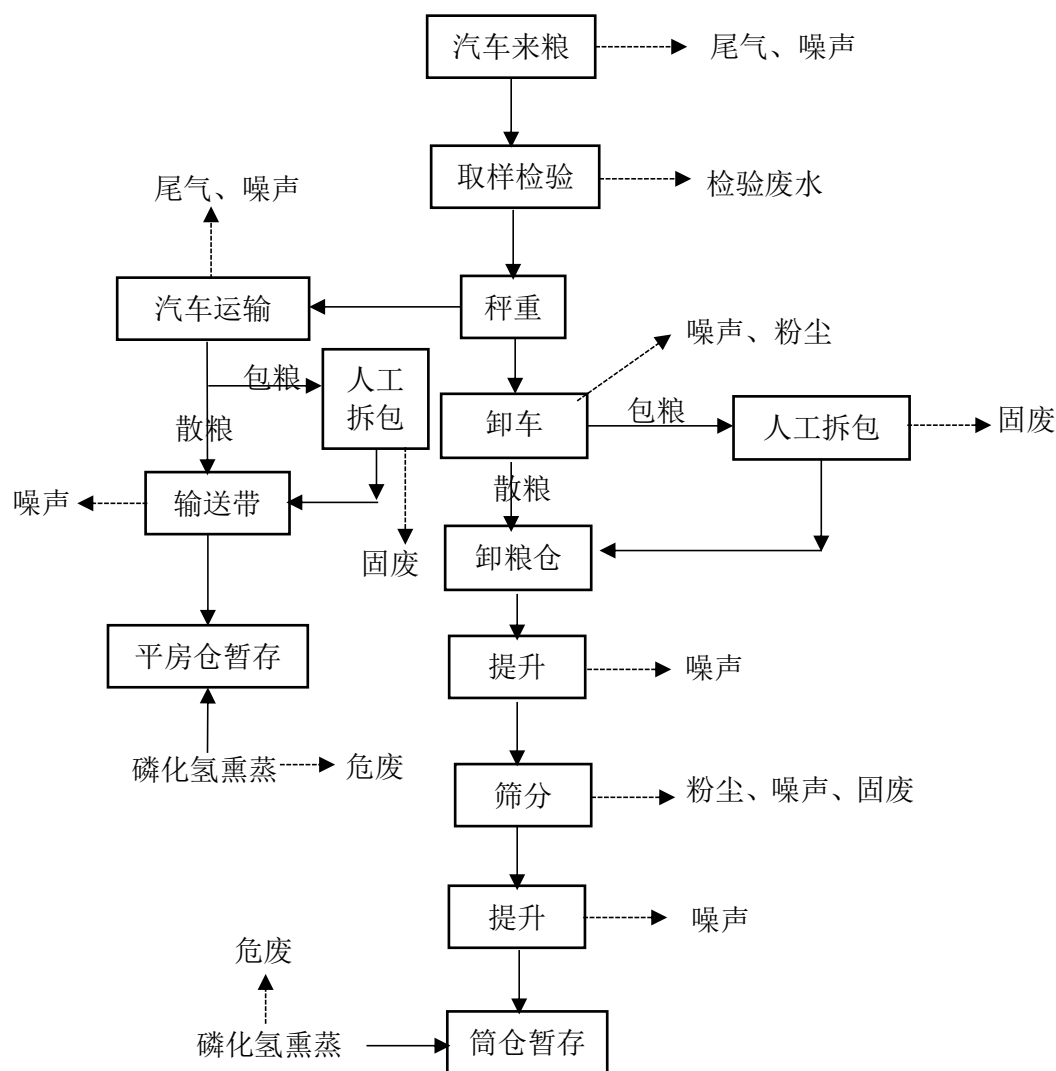 汽车来粮
尾气、噪声
取样检验
检验废水
尾气、噪声
汽车运输
秤重
噪声、粉尘
包粮
人工
拆包
散粮
卸车
包粮
人工拆包
固废
噪声
输送带
散粮
固废
卸粮仓
平房仓暂存
提升
噪声
磷化氢熏蒸
危废
筛分
粉尘、噪声、固废
提升
噪声
危废
磷化氢熏蒸
筒仓暂存